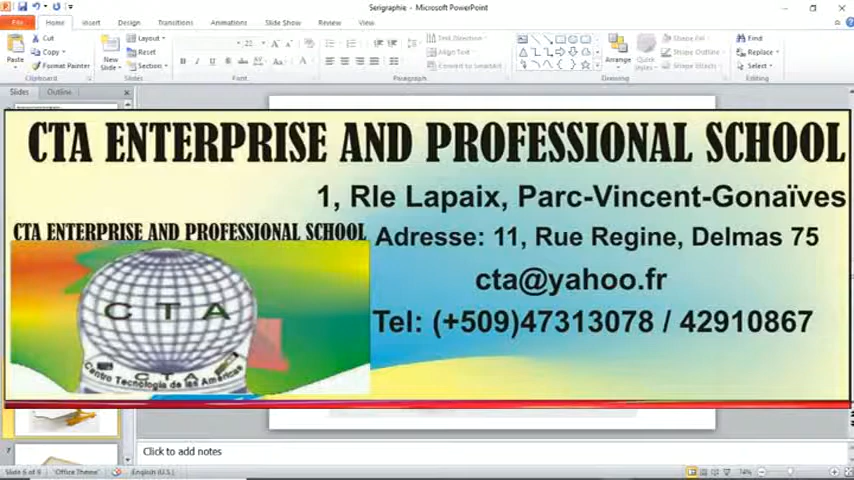 Serigraphie - Microsoft PowerPoint
File Home Insert Design Transitions Animations Slide Show Review View
Cut
Copy
Format Painter
Paste
Clipboard
New Slide
Layout
Reset
Section
Slides
22
Font
Text Direction
Align Text
Convert to SmartArt
Paragraph
Arrange
Quick Styles
Shape Fill
Shape Outline
Shape Effects
Drawing
Find
Replace
Select
Editing
Slides Outline
CTA ENTERPRISE AND PROFESSIONAL SCHOOL
1, Rle Lapaix, Parc-Vincent-Gonaïves
CTA ENTERPRISE AND PROFESSIONAL SCHOOL
Adresse: 11, Rue Regine, Delmas 75
cta@yahoo.fr
Tel: (+509)47313078 / 42910867
C T A
Centro Tecnologia de las Americas
C T A
7
Click to add notes
Slide 6 of 9 "Office Theme" English (U.S.) 74%